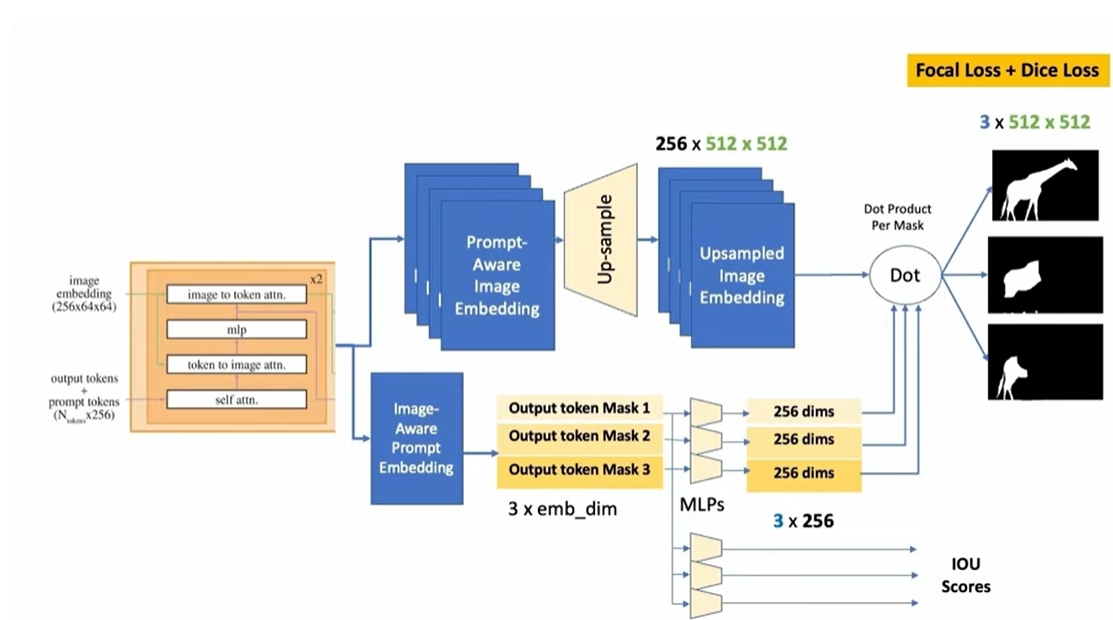 Focal Loss + Dice Loss
3 x 512 x 512
256 x 512 x 512
Dot Product
Per Mask
Prompt-
Aware
Image
Embedding
Up-sample
Upsampled
Image
Embedding
Dot
image
embedding
(256x64x64)
x2
image to token attn.
mlp
token to image attn.
self attn.
output tokens
+
prompt tokens
(Ntokensx256)
Image-
Aware
Prompt
Embedding
Output token Mask 1
Output token Mask 2
Output token Mask 3
3 x emb_dim
256 dims
256 dims
256 dims
MLPs
3 x 256
IOU
Scores